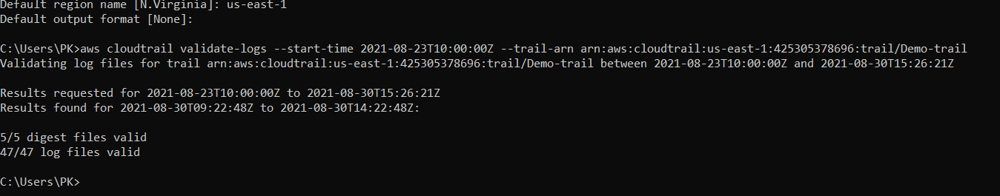 Default region name [N.Virginia]: us-east-1
Default output format [None]:
C:\Users\PK>aws cloudtrail validate-logs --start-time 2021-08-23T10:00:00Z --trail-arn arn:aws:cloudtrail:us-east-1:425305378696:trail/Demo-trail
Validating log files for trail arn:aws:cloudtrail:us-east-1:425305378696:trail/Demo-trail between 2021-08-23T10:00:00Z and 2021-08-30T15:26:21Z
Results requested for 2021-08-23T10:00:00Z to 2021-08-30T15:26:21Z
Results found for 2021-08-30T09:22:48Z to 2021-08-30T14:22:48Z:
5/5 digest files valid
47/47 log files valid
C:\Users\PK>